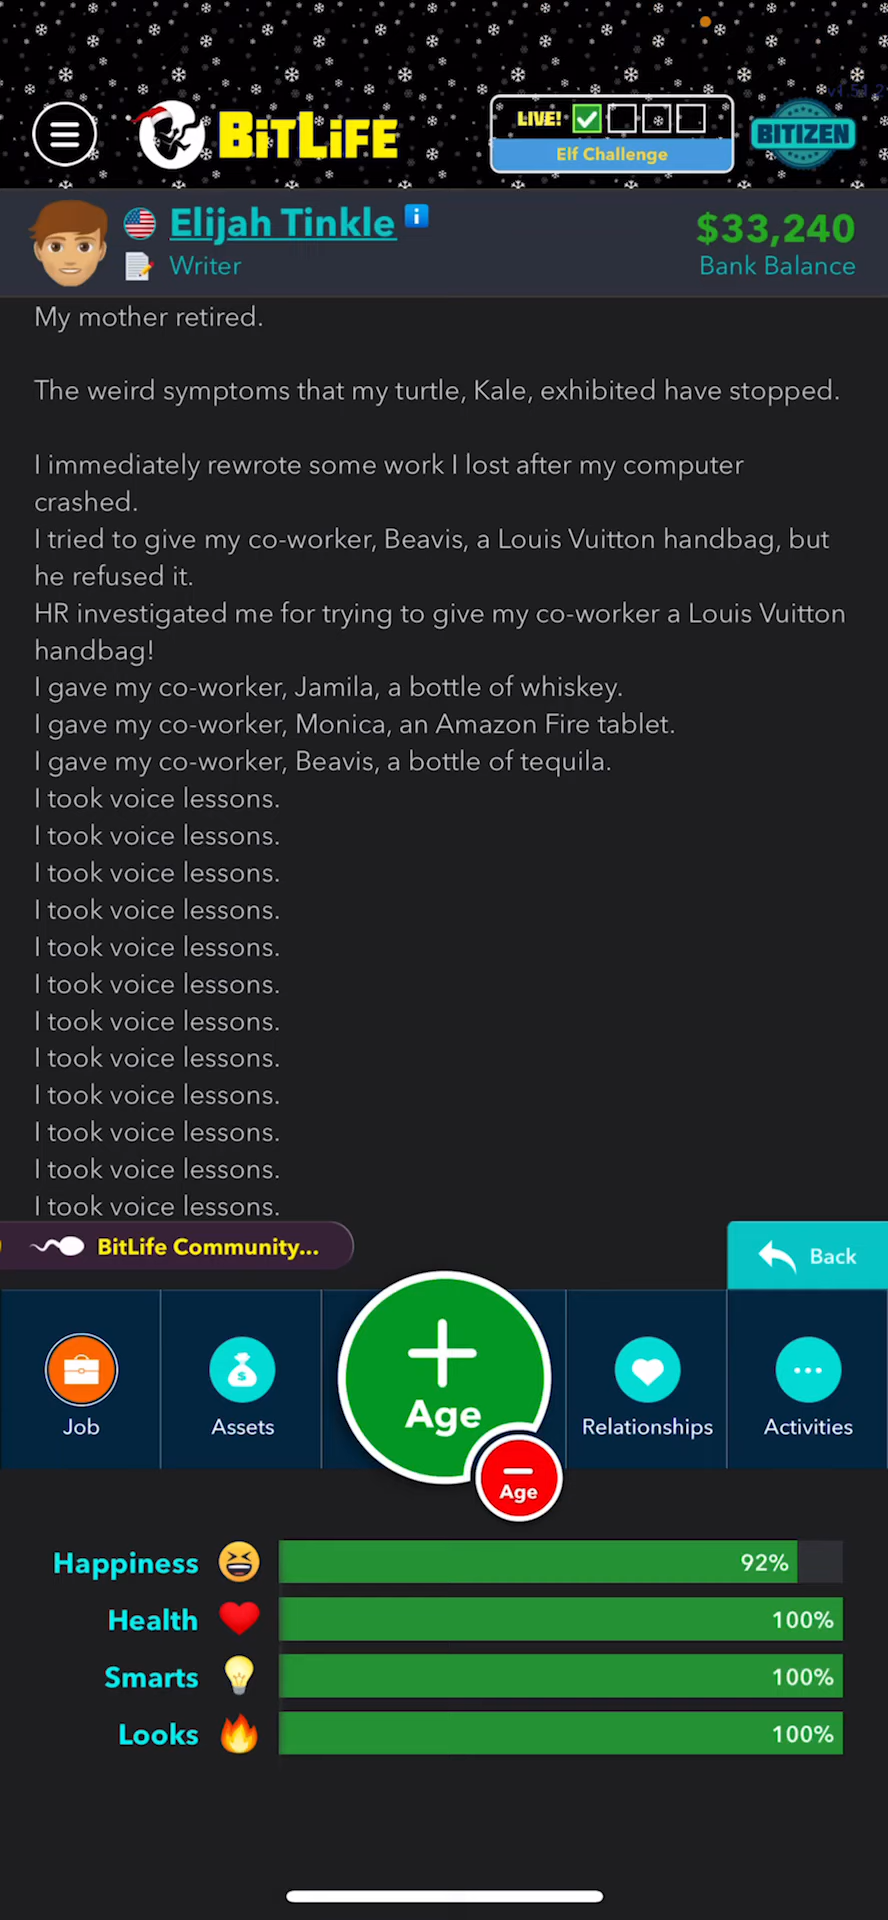 v1.51.2
BITLIFE
LIVE!
Elf Challenge
BITIZEN
Elijah Tinkle
$33,240
Writer
Bank Balance
My mother retired.
The weird symptoms that my turtle, Kale, exhibited have stopped.
I immediately rewrote some work I lost after my computer
crashed.
I tried to give my co-worker, Beavis, a Louis Vuitton handbag, but
he refused it.
HR investigated me for trying to give my co-worker a Louis Vuitton
handbag!
I gave my co-worker, Jamila, a bottle of whiskey.
I gave my co-worker, Monica, an Amazon Fire tablet.
I gave my co-worker, Beavis, a bottle of tequila.
I took voice lessons.
I took voice lessons.
I took voice lessons.
I took voice lessons.
I took voice lessons.
I took voice lessons.
I took voice lessons.
I took voice lessons.
I took voice lessons.
I took voice lessons.
I took voice lessons.
I took voice lessons.
BitLife Community...
Back
Job
Assets
Age
Relationships
Activities
Age
Happiness 92%
Health 100%
Smarts 100%
Looks 100%